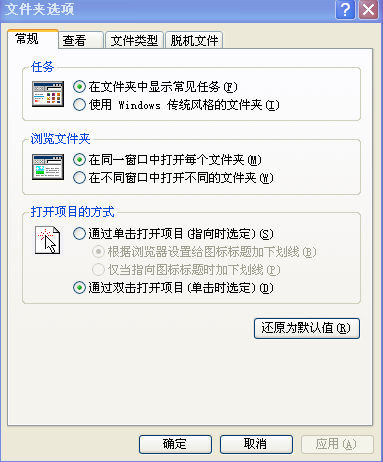 文件夹选项
常规 查看 文件类型 脱机文件
任务
在文件夹中显示常见任务(F)
使用 Windows 传统风格的文件夹(I)
浏览文件夹
在同一窗口中打开每个文件夹(M)
在不同窗口中打开不同的文件夹(W)
打开项目的方式
通过单击打开项目(指向时选定)(S)
根据浏览器设置给图标标题加下划线(B)
仅当指向图标标题时加下划线(P)
通过双击打开项目(单击时选定)(D)
还原为默认值(R)
确定 取消 应用(A)